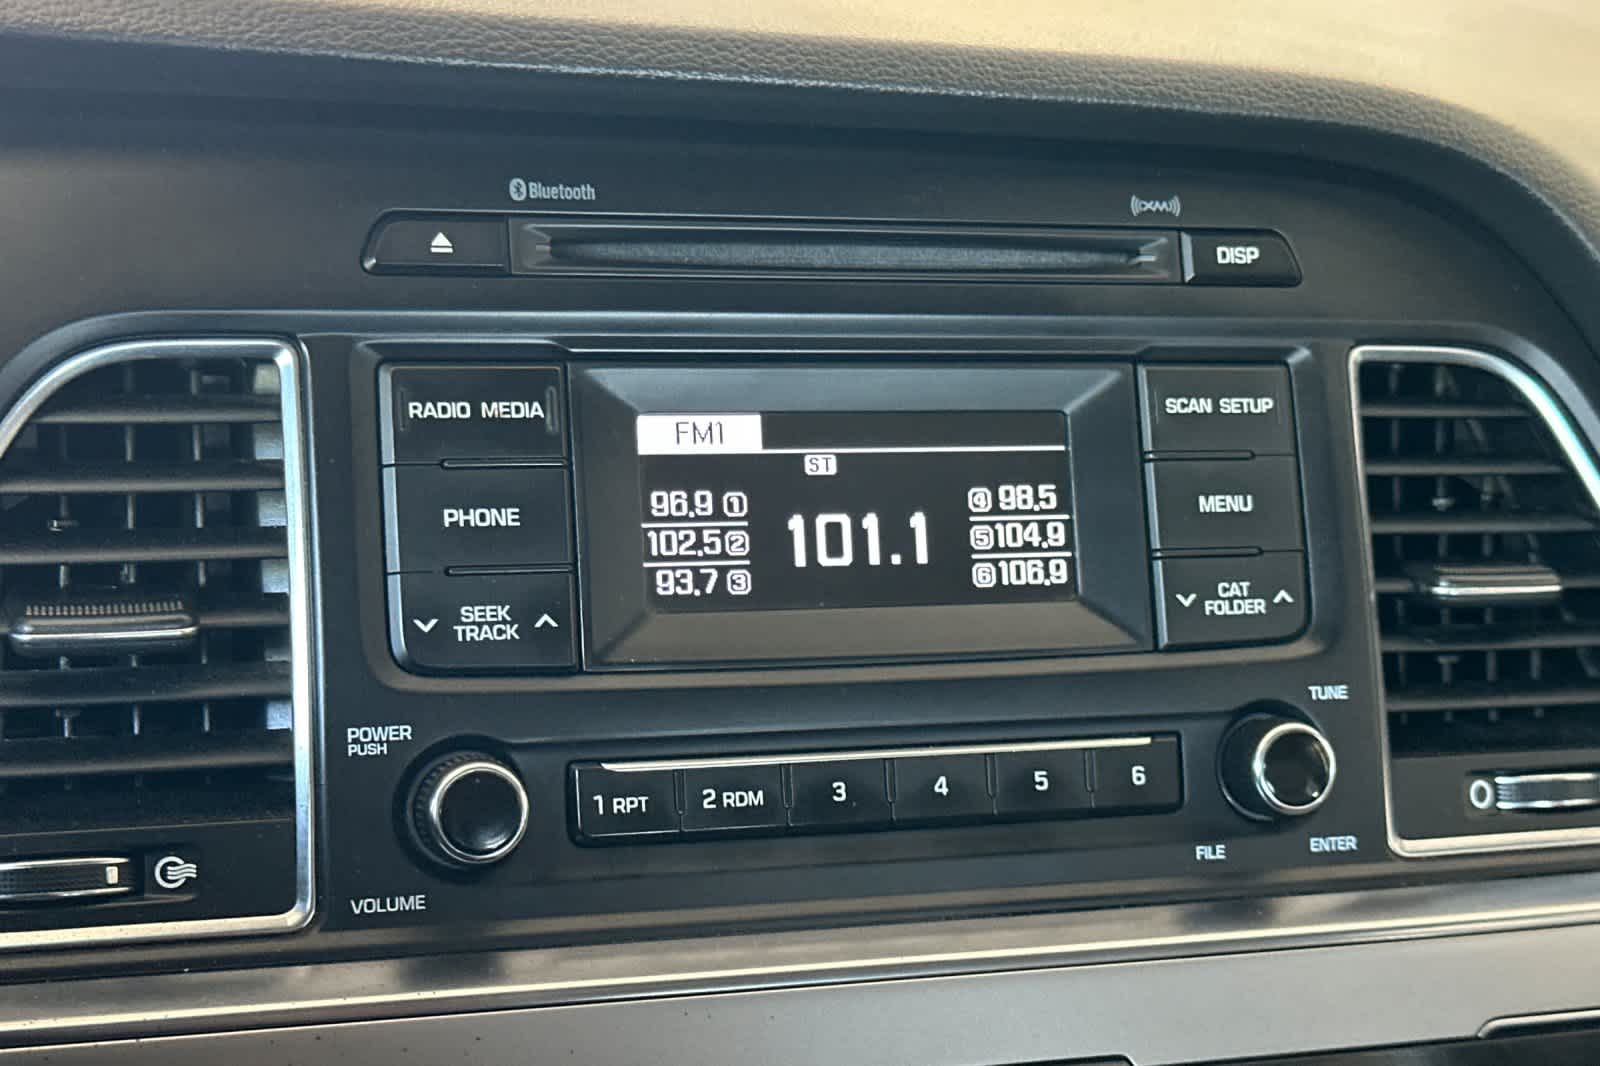 Bluetooth
((XM))
DISP
RADIO MEDIA
SCAN SETUP
FM1
ST
96.9 1
102.5 2
93.7 3
101.1
4 98.5
5 104.9
6 106.9
PHONE
MENU
SEEK
TRACK
CAT
FOLDER
TUNE
POWER
PUSH
1 RPT
2 RDM
3
4
5
6
O
FILE
ENTER
VOLUME